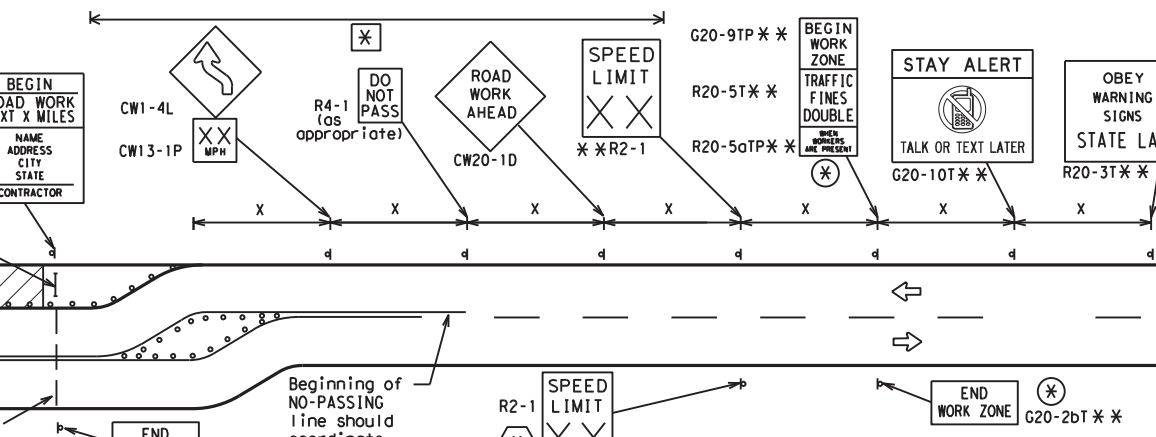 BEGIN
OAD WORK
XT X MILES
NAME
ADDRESS
CITY
STATE
CONTRACTOR
CW1-4L
CW13-1P
XX
MPH
*
R4-1
(as
appropriate)
DO
NOT
PASS
ROAD
WORK
AHEAD
CW20-1D
SPEED
LIMIT
XX
**R2-1
G20-9TP **
R20-5T**
R20-5aTP**
BEGIN
WORK
ZONE
TRAFFIC
FINES
DOUBLE
WHEN
WORKERS
ARE PRESENT
*
STAY ALERT
TALK OR TEXT LATER
G20-10T**
OBEY
WARNING
SIGNS
STATE LA
R20-3T**
X X X X X X X
Beginning of
NO-PASSING
line should
coordinate
R2-1
SPEED
LIMIT
XX
END
WORK ZONE
*
G20-2bT **
END